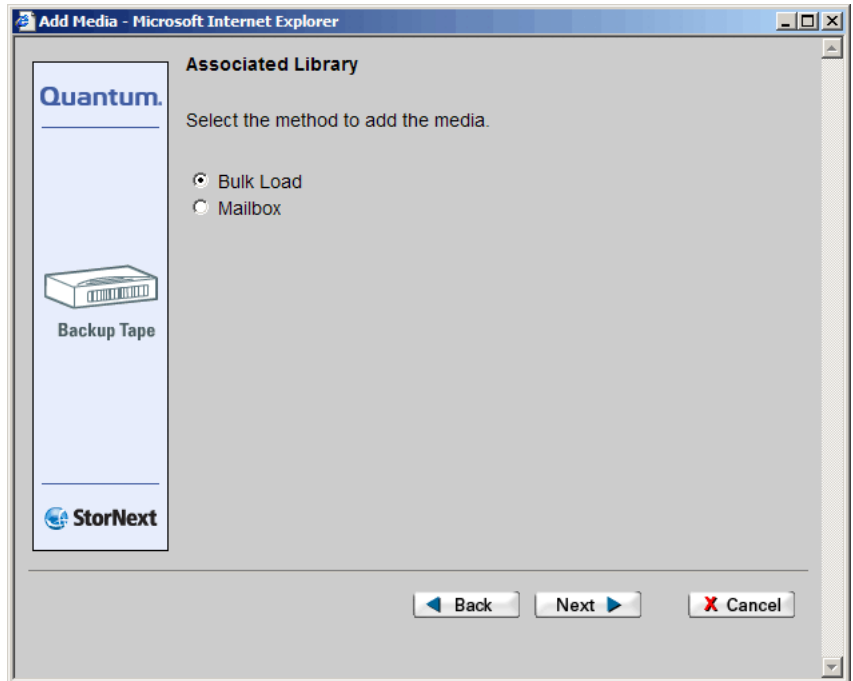 Add Media - Microsoft Internet Explorer
Associated Library
Quantum.
Select the method to add the media.
Bulk Load
Mailbox
Backup Tape
StorNext
Back Next X Cancel